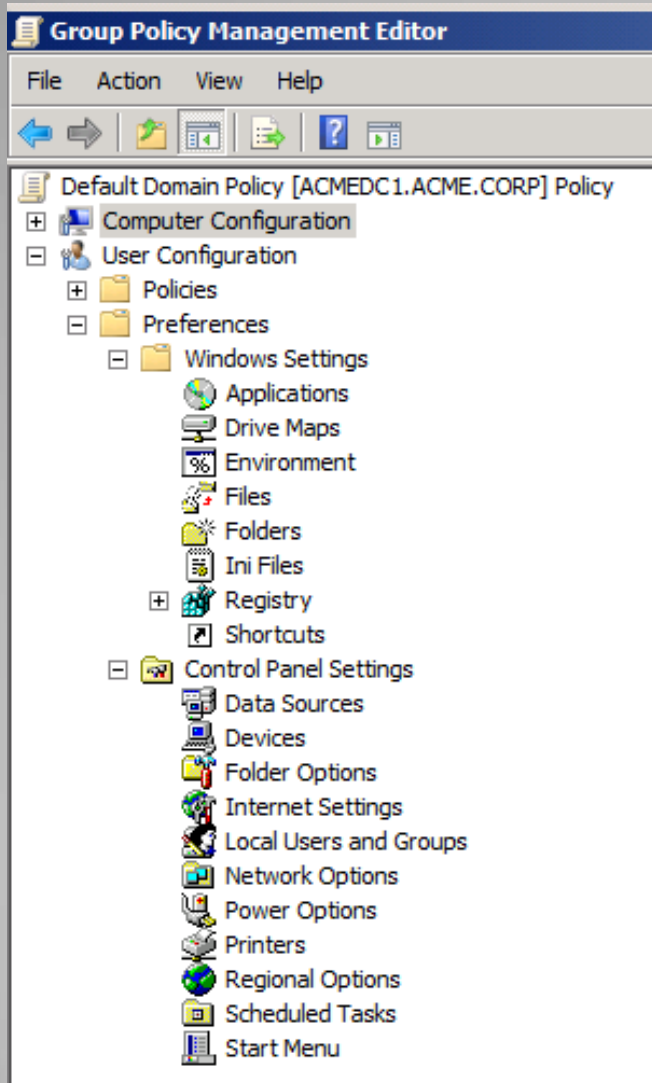 Group Policy Management Editor
File Action View Help
Default Domain Policy [ACMEDC1.ACME.CORP] Policy
Computer Configuration
User Configuration
Policies
Preferences
Windows Settings
Applications
Drive Maps
Environment
Files
Folders
Ini Files
Registry
Shortcuts
Control Panel Settings
Data Sources
Devices
Folder Options
Internet Settings
Local Users and Groups
Network Options
Power Options
Printers
Regional Options
Scheduled Tasks
Start Menu